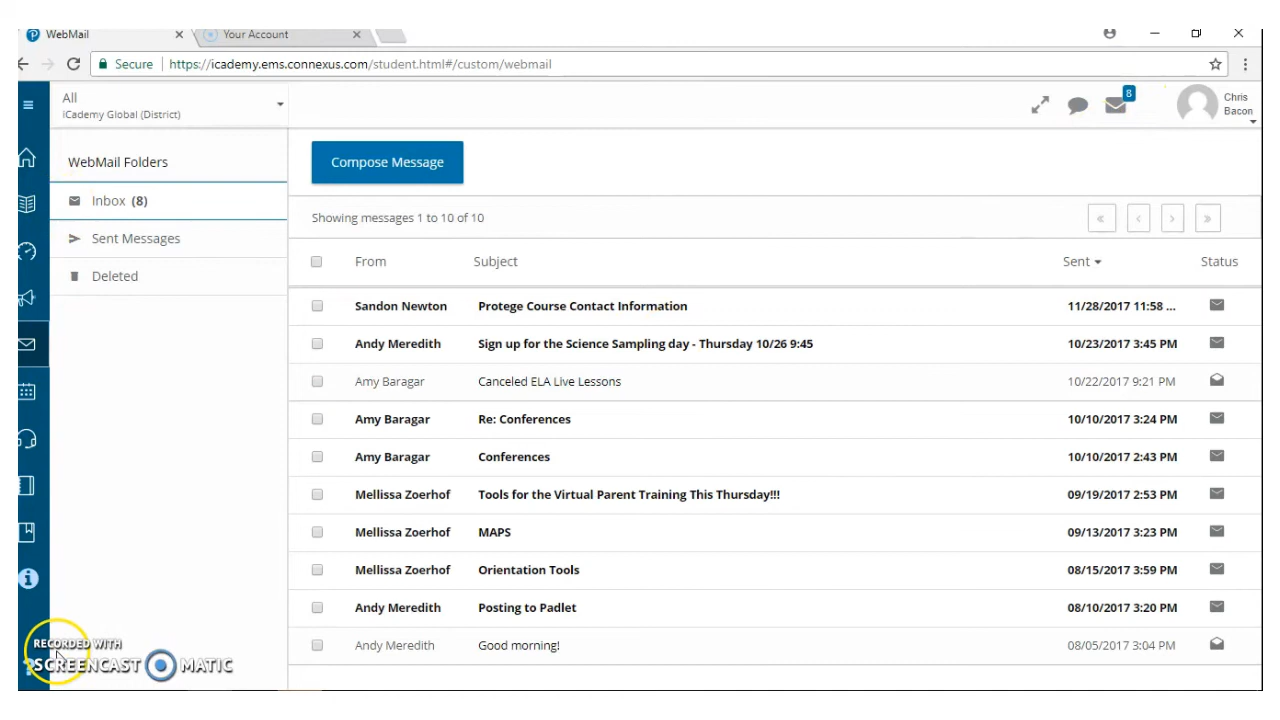 WebMail
Your Account
Secure https://icademy.ems.connexus.com/student.html#/custom/webmail
All
iCademy Global (District)
8
Chris
Bacon
WebMail Folders
Compose Message
Inbox (8)
Sent Messages
Deleted
Showing messages 1 to 10 of 10
« ‹ › »
From Subject Sent Status
Sandon Newton Protege Course Contact Information 11/28/2017 11:58 ...
Andy Meredith Sign up for the Science Sampling day - Thursday 10/26 9:45 10/23/2017 3:45 PM
Amy Baragar Canceled ELA Live Lessons 10/22/2017 9:21 PM
Amy Baragar Re: Conferences 10/10/2017 3:24 PM
Amy Baragar Conferences 10/10/2017 2:43 PM
Mellissa Zoerhof Tools for the Virtual Parent Training This Thursday!!! 09/19/2017 2:53 PM
Mellissa Zoerhof MAPS 09/13/2017 3:23 PM
Mellissa Zoerhof Orientation Tools 08/15/2017 3:59 PM
Andy Meredith Posting to Padlet 08/10/2017 3:20 PM
Andy Meredith Good morning! 08/05/2017 3:04 PM
RECORDED WITH
SCREENCAST MATIC